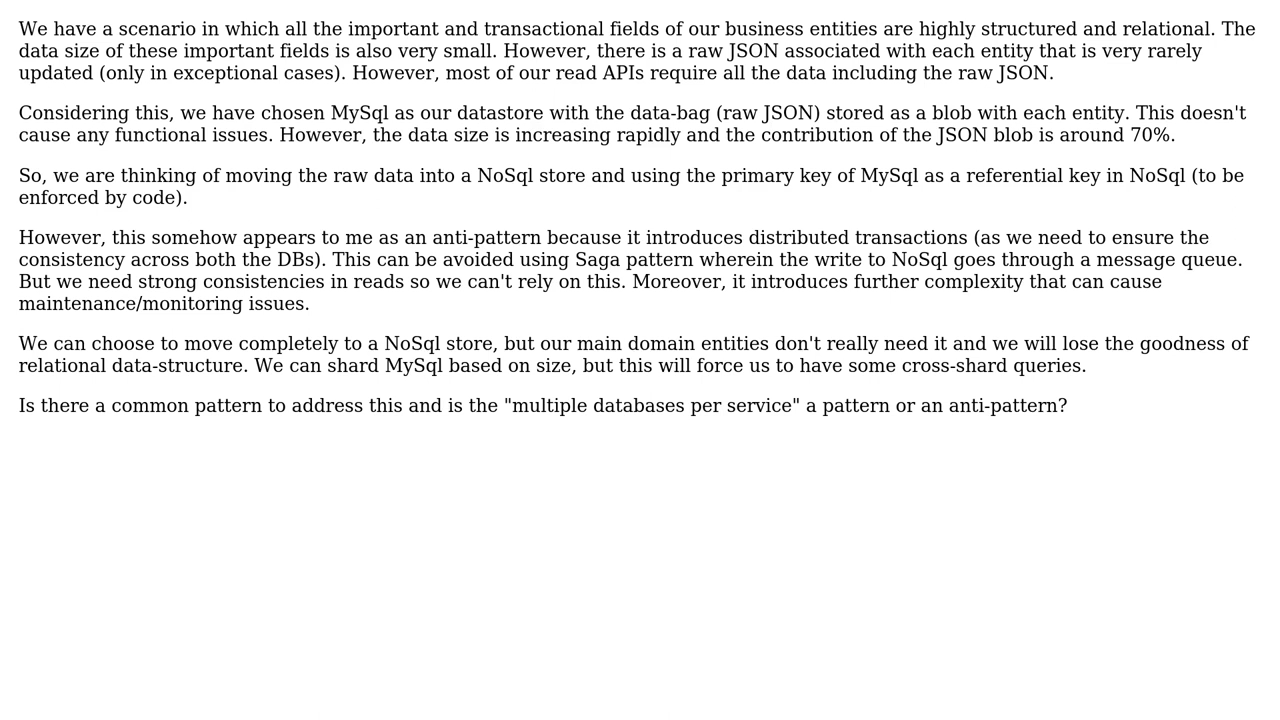 We have a scenario in which all the important and transactional fields of our business entities are highly structured and relational. The
data size of these important fields is also very small. However, there is a raw JSON associated with each entity that is very rarely
updated (only in exceptional cases). However, most of our read APIs require all the data including the raw JSON.
Considering this, we have chosen MySql as our datastore with the data-bag (raw JSON) stored as a blob with each entity. This doesn't
cause any functional issues. However, the data size is increasing rapidly and the contribution of the JSON blob is around 70%.
So, we are thinking of moving the raw data into a NoSql store and using the primary key of MySql as a referential key in NoSql (to be
enforced by code).
However, this somehow appears to me as an anti-pattern because it introduces distributed transactions (as we need to ensure the
consistency across both the DBs). This can be avoided using Saga pattern wherein the write to NoSql goes through a message queue.
But we need strong consistencies in reads so we can't rely on this. Moreover, it introduces further complexity that can cause
maintenance/monitoring issues.
We can choose to move completely to a NoSql store, but our main domain entities don't really need it and we will lose the goodness of
relational data-structure. We can shard MySql based on size, but this will force us to have some cross-shard queries.
Is there a common pattern to address this and is the "multiple databases per service" a pattern or an anti-pattern?